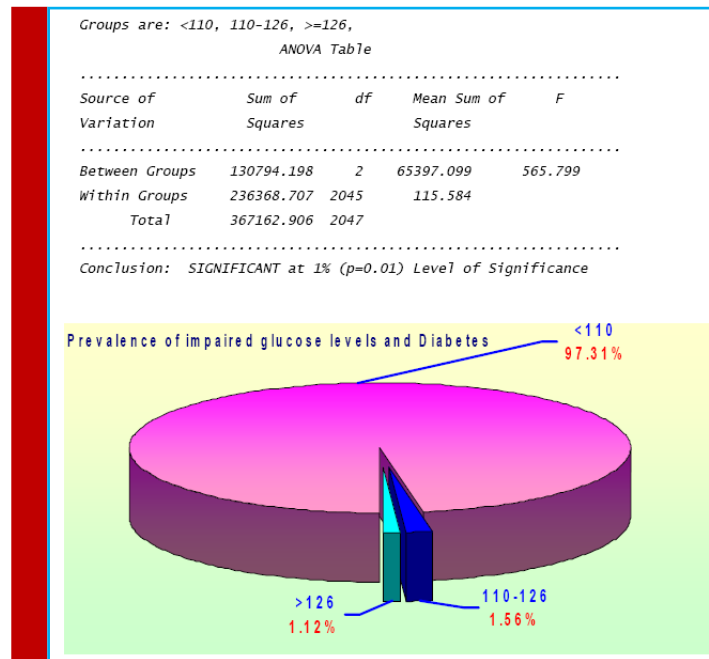 Groups are: <110, 110-126, >=126,
ANOVA Table
Source of Sum of df Mean Sum of F
Variation Squares Squares
Between Groups 130794.198 2 65397.099 565.799
Within Groups 236368.707 2045 115.584
Total 367162.906 2047
Conclusion: SIGNIFICANT at 1% (p=0.01) Level of Significance
Prevalence of impaired glucose levels and Diabetes
<110
97.31%
>126
1.12%
110-126
1.56%